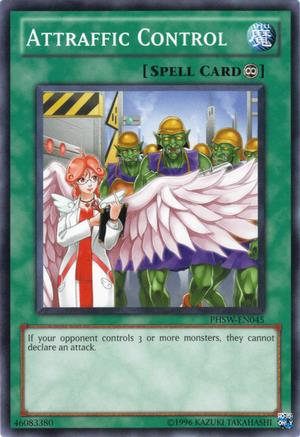 ATTRAFFIC CONTROL
魔
[SPELL CARD]
PHSW-EN045
If your opponent controls 3 or more monsters, they cannot
declare an attack.
46083380
©1996 KAZUKI TAKAHASHI